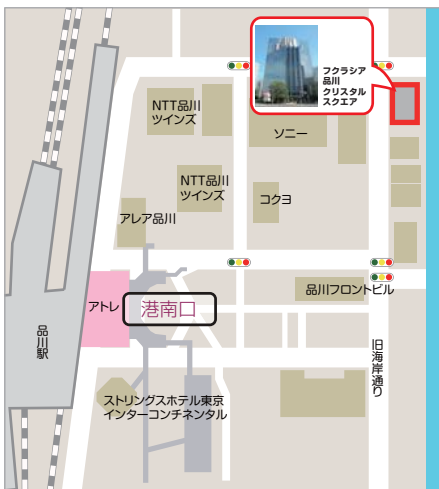 フクラシア
品川
クリスタル
スクエア
NTT品川
ツインズ
ソニー
NTT品川
ツインズ
コクヨ
アレア品川
品川フロントビル
アトレ
港南口
品川駅
旧海岸通り
ストリングスホテル東京
インターコンチネンタル